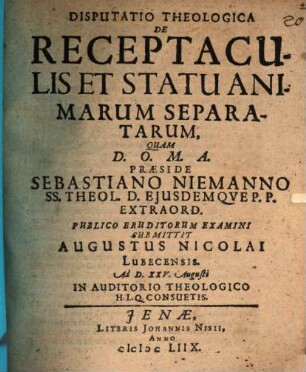 DISPUTATIO THEOLOGICA
DE
RECEPTACU-
LIS ET STATU ANI-
MARUM SEPARA-
TARUM,
QUAM
D. O. M. A.
PRÆSIDE
SEBASTIANO NIEMANNO
SS. THEOL. D. EJUSDEMQVE P. P.
EXTRAORD.
PUBLICO ERUDITORUM EXAMINI
SUBMITTIT
AUGUSTUS NICOLAI
LUBECENSIS.
Ad D. XXV. Augusti
IN AUDITORIO THEOLOGICO
H.L.Q. CONSUETIS.
JENÆ,
LITERIS JOHANNIS NISII,
ANNO
cIɔ Iɔc LIIX.